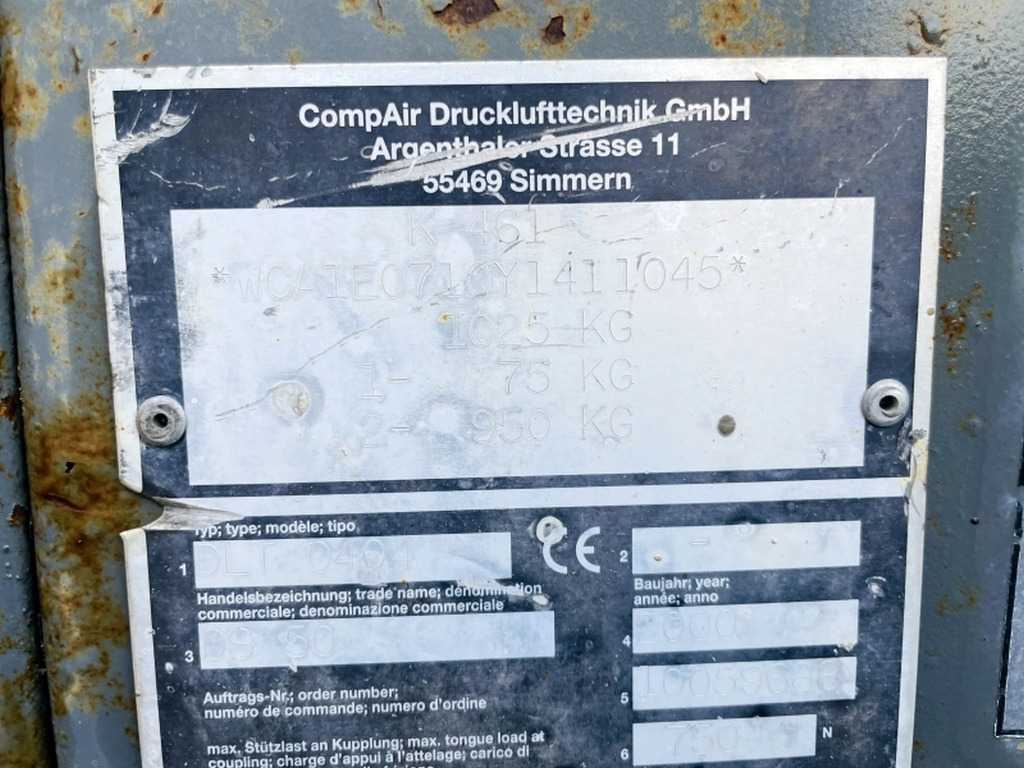 CompAir Drucklufttechnik GmbH
Argenthaler Strasse 11
55469 Simmern
K 461
*WCA1E0710Y1411045*
1025 KG
1- 75 KG
2- 950 KG
Typ; type; modèle; tipo
1 DLT 0404 CE
2 -
Handelsbezeichnung; trade name; dénomination
commerciale; denominazione commerciale
3 DS 50
Baujahr; year;
année; anno
4 2000
Auftrags-Nr.; order number;
numéro de commande; numero d'ordine
5
max. Stützlast an Kupplung; max. tongue load at
coupling; charge d'appui à l'attelage; carico di
6 750 N